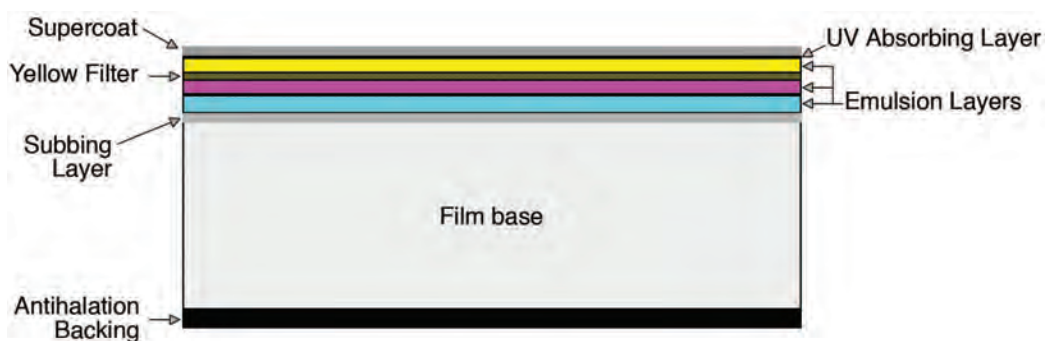 Supercoat
UV Absorbing Layer
Yellow Filter
Emulsion Layers
Subbing
Layer
Film base
Antihalation
Backing